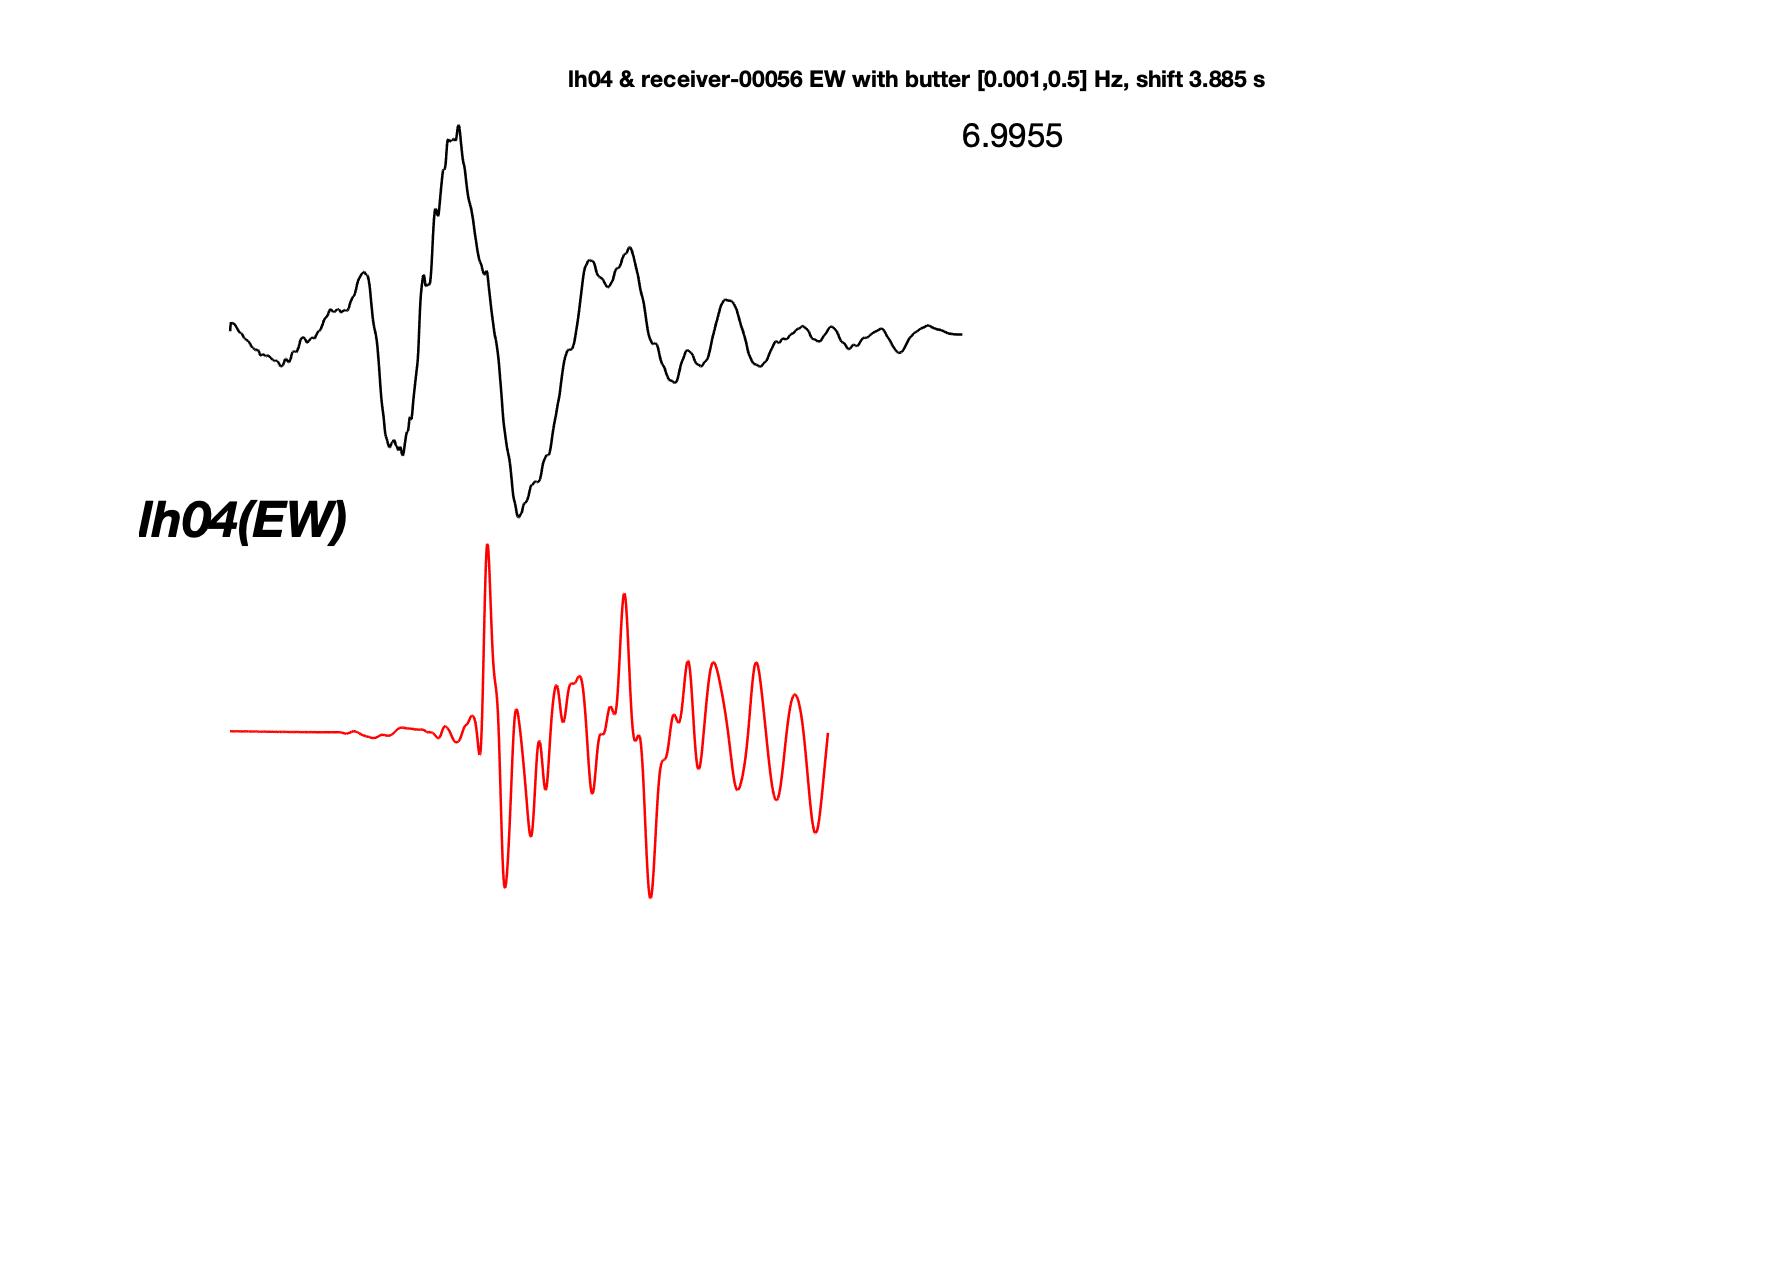 lh04 & receiver-00056 EW with butter [0.001,0.5] Hz, shift 3.885 s
6.9955
lh04(EW)